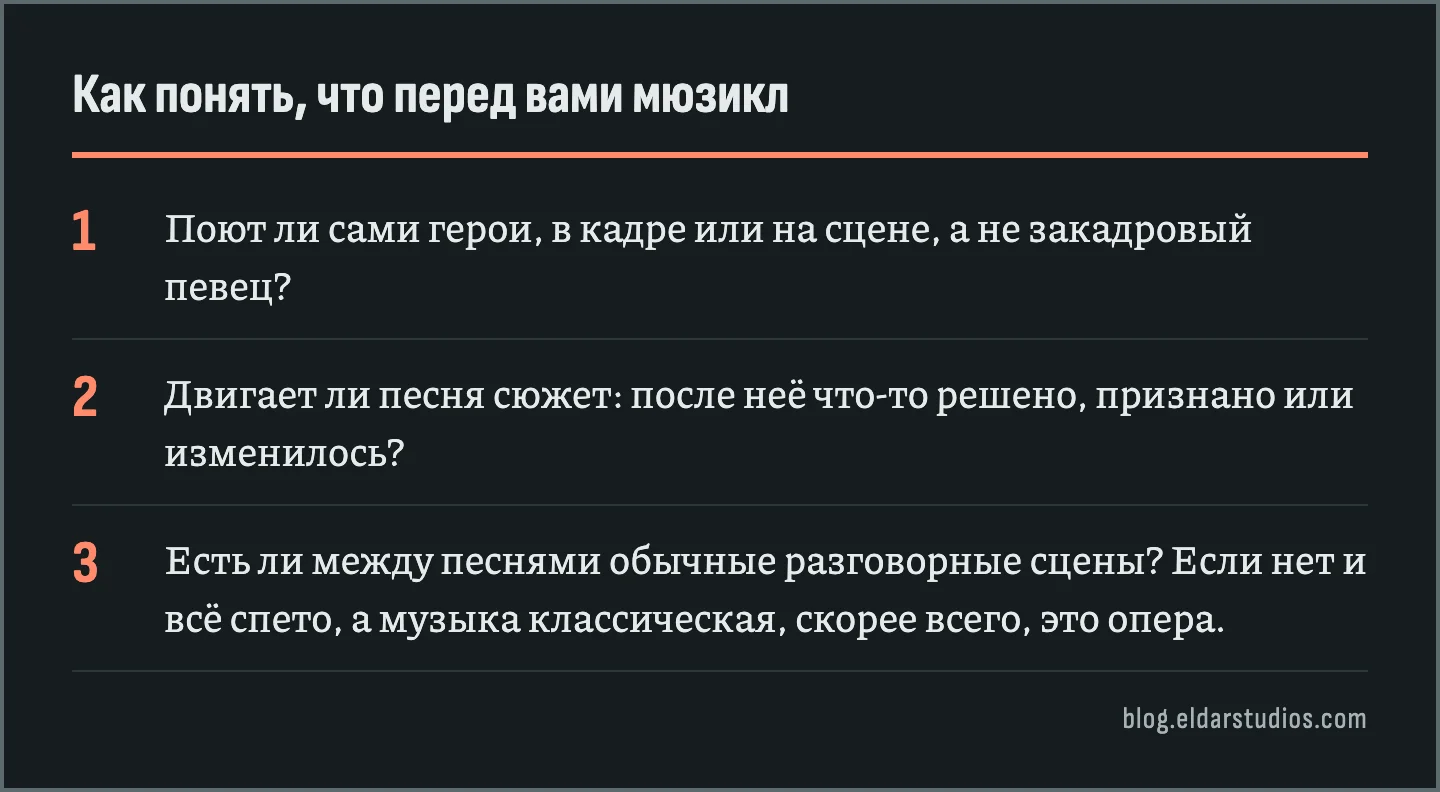 Как понять, что перед вами мюзикл
1 Поют ли сами герои, в кадре или на сцене, а не закадровый
певец?
2 Двигает ли песня сюжет: после неё что-то решено, признано или
изменилось?
3 Есть ли между песнями обычные разговорные сцены? Если нет и
всё спето, а музыка классическая, скорее всего, это опера.
blog.eldarstudios.com